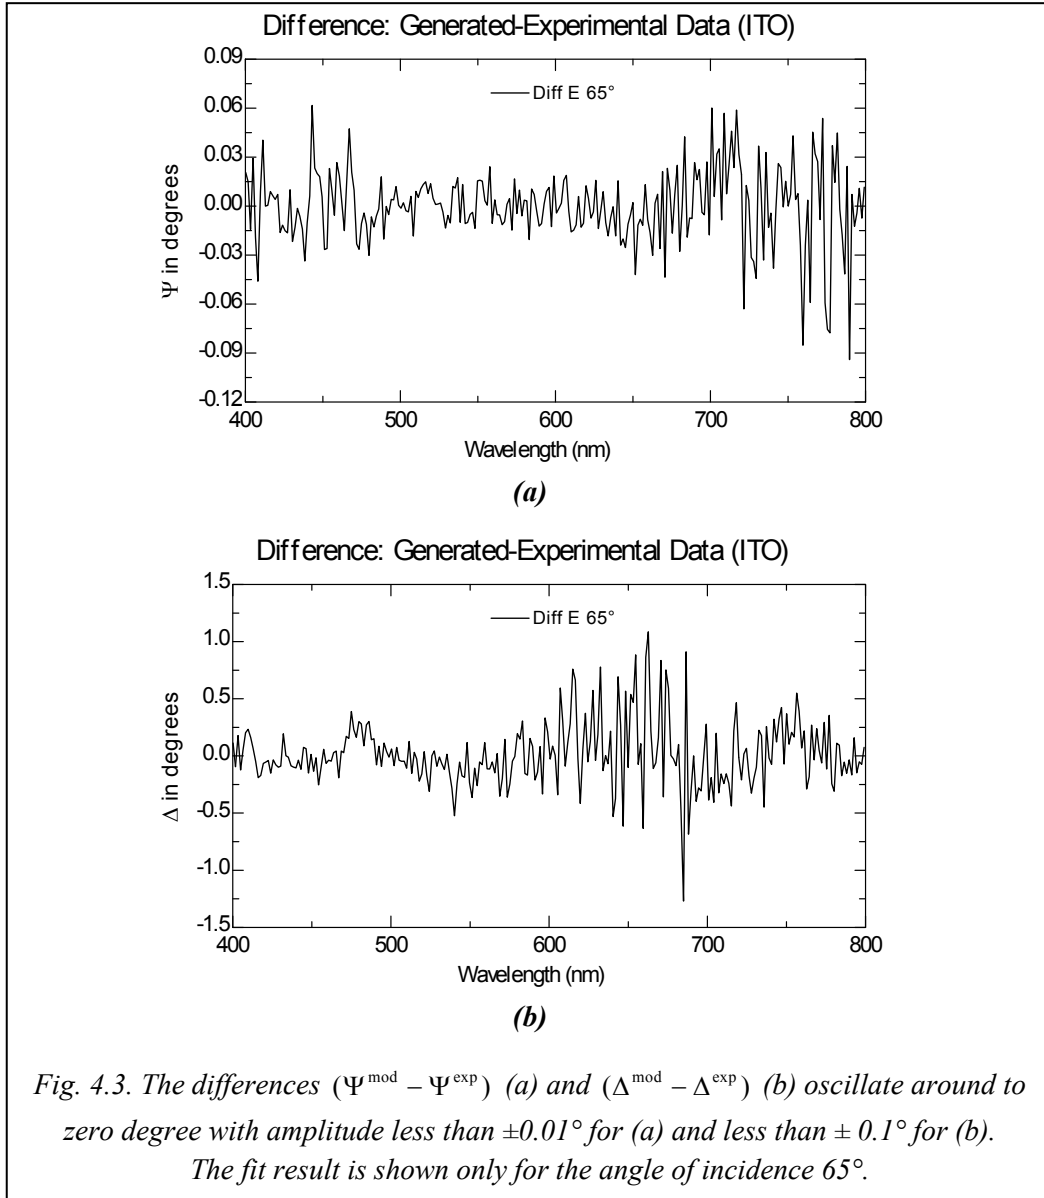 Difference: Generated-Experimental Data (ITO)
0.09
0.06
0.03
0.00
-0.03
-0.06
-0.09
-0.12
Ψ in degrees
Diff E 65°
400 500 600 700 800
Wavelength (nm)
(a)
Difference: Generated-Experimental Data (ITO)
1.5
1.0
0.5
0.0
-0.5
-1.0
-1.5
Δ in degrees
Diff E 65°
400 500 600 700 800
Wavelength (nm)
(b)
Fig. 4.3. The differences (Ψ^mod – Ψ^exp) (a) and (Δ^mod – Δ^exp) (b) oscillate around to
zero degree with amplitude less than ±0.01° for (a) and less than ± 0.1° for (b).
The fit result is shown only for the angle of incidence 65°.